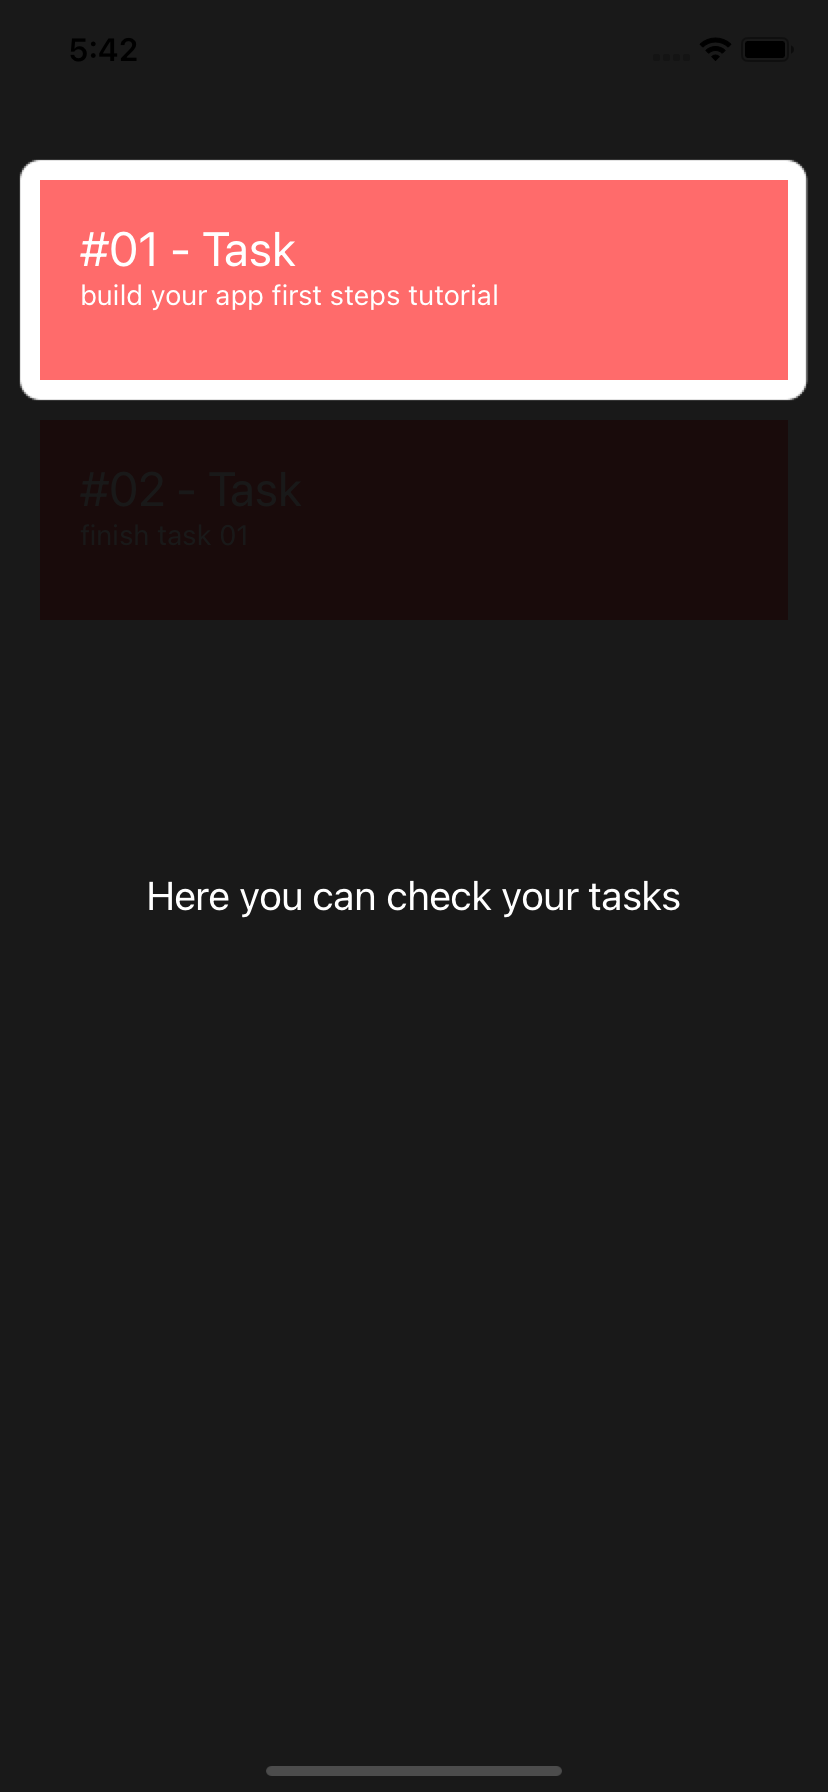 5:42
#01 - Task
build your app first steps tutorial
#02 - Task
finish task 01
Here you can check your tasks